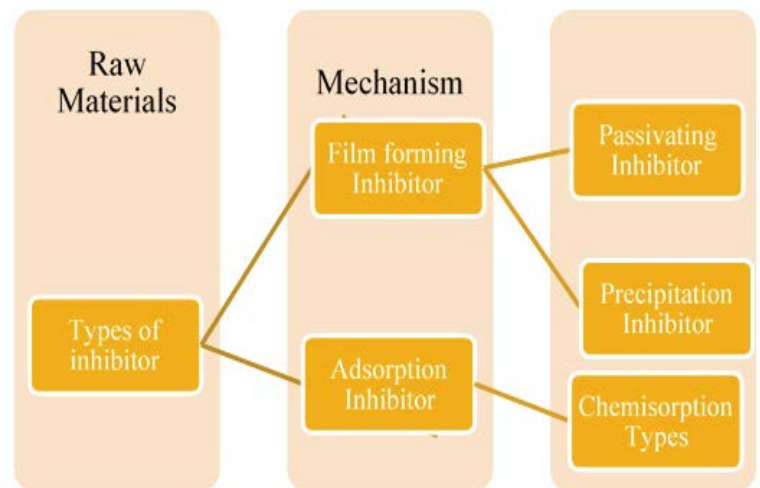 Raw
Materials
Types of
inhibitor
Mechanism
Film forming
Inhibitor
Adsorption
Inhibitor
Passivating
Inhibitor
Precipitation
Inhibitor
Chemisorption
Types